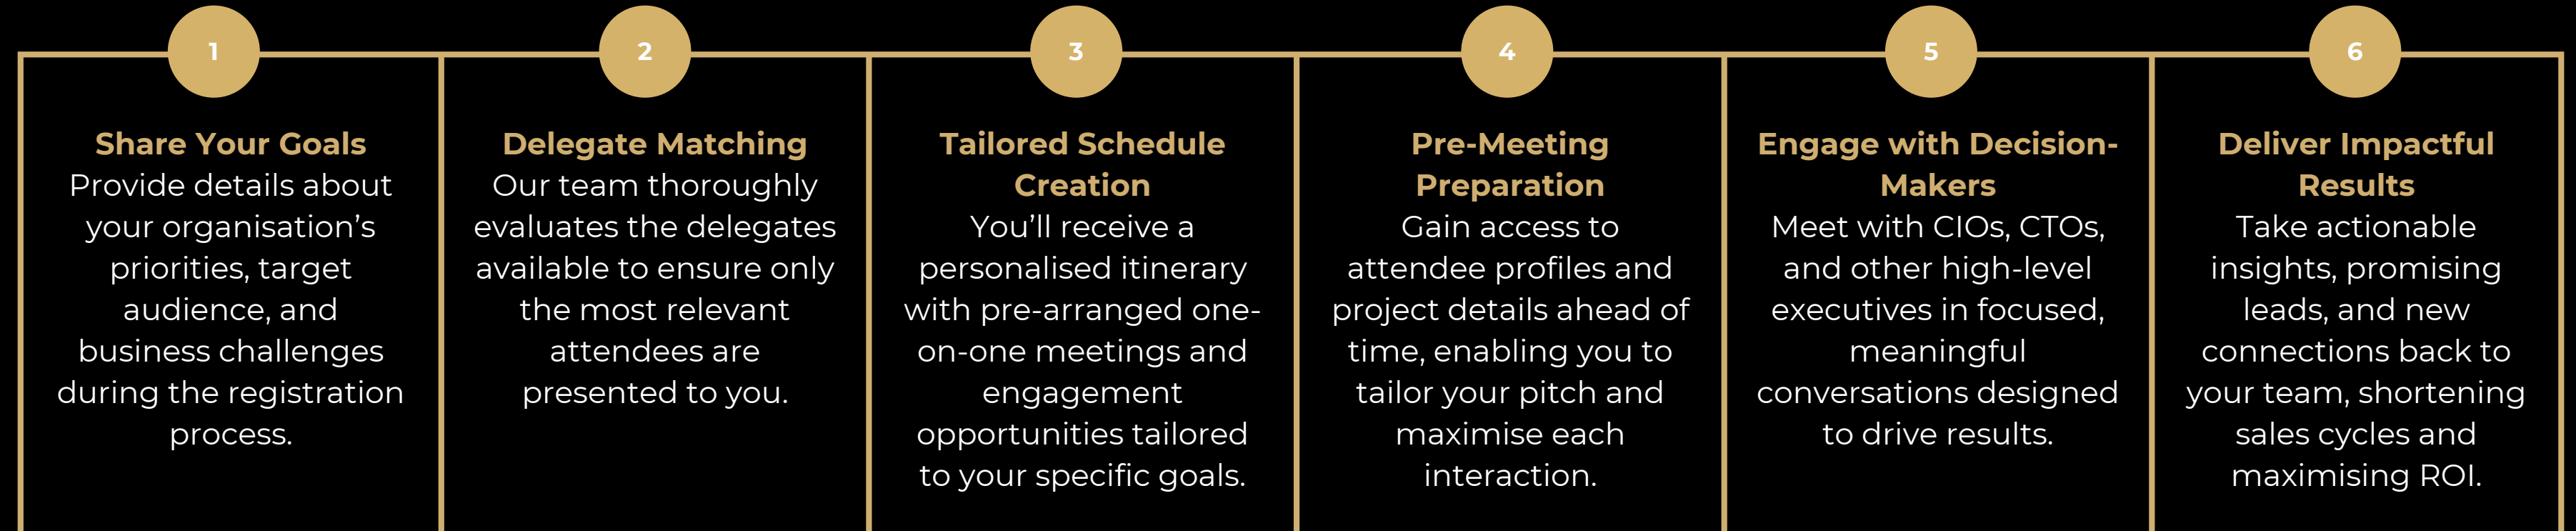 1
Share Your Goals
Provide details about
your organisation’s
priorities, target
audience, and
business challenges
during the registration
process.
2
Delegate Matching
Our team thoroughly
evaluates the delegates
available to ensure only
the most relevant
attendees are
presented to you.
3
Tailored Schedule
Creation
You’ll receive a
personalised itinerary
with pre-arranged one-
on-one meetings and
engagement
opportunities tailored
to your specific goals.
4
Pre-Meeting
Preparation
Gain access to
attendee profiles and
project details ahead of
time, enabling you to
tailor your pitch and
maximise each
interaction.
5
Engage with Decision-
Makers
Meet with CIOs, CTOs,
and other high-level
executives in focused,
meaningful
conversations designed
to drive results.
6
Deliver Impactful
Results
Take actionable
insights, promising
leads, and new
connections back to
your team, shortening
sales cycles and
maximising ROI.